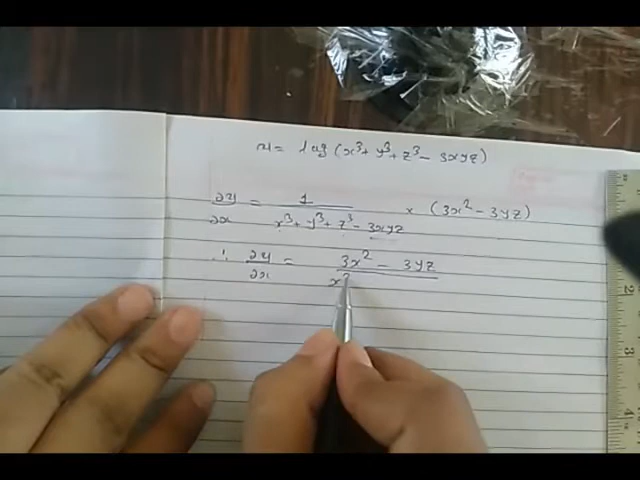 u = log (x³ + y³ + z³ - 3xyz)
∂u/∂x = 1/(x³ + y³ + z³ - 3xyz) × (3x² - 3yz)
∴ ∂u/∂x = (3x² - 3yz)/x³